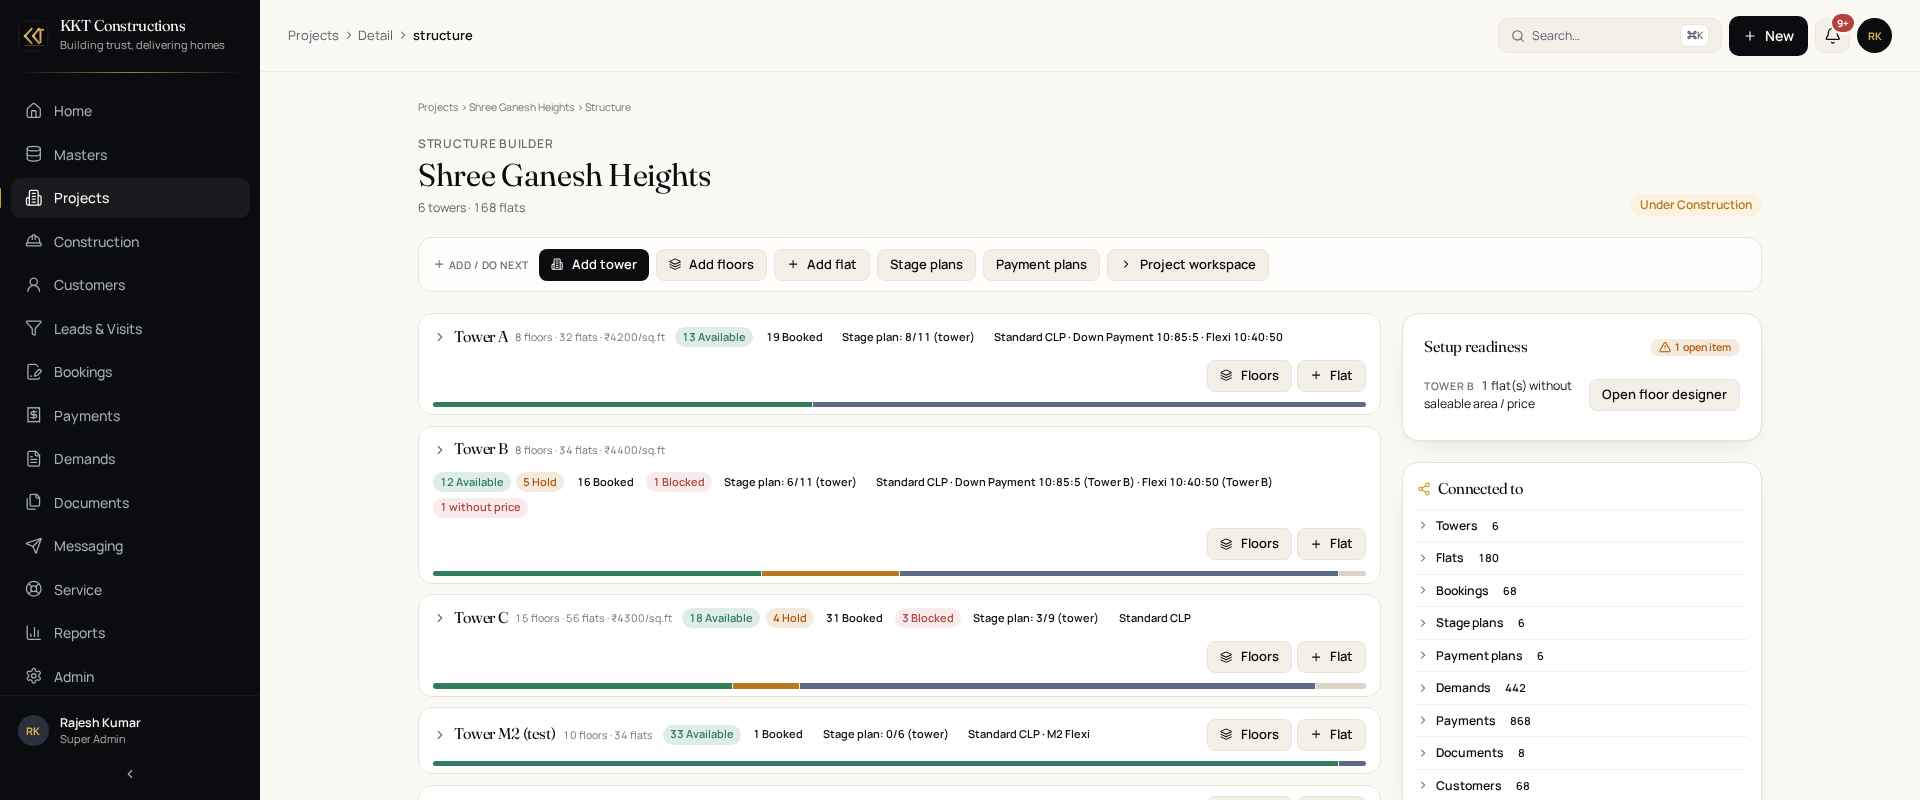 KKT Constructions
Building trust, delivering homes
Home
Masters
Projects
Construction
Customers
Leads & Visits
Bookings
Payments
Demands
Documents
Messaging
Service
Reports
Admin
RK
Rajesh Kumar
Super Admin
Projects > Detail > structure
Search...
⌘K
+ New
9+
RK
Projects › Shree Ganesh Heights › Structure
STRUCTURE BUILDER
Shree Ganesh Heights
6 towers · 168 flats
Under Construction
+ ADD / DO NEXT
Add tower
Add floors
+ Add flat
Stage plans
Payment plans
> Project workspace
Tower A 8 floors · 32 flats · ₹4200/sq.ft 13 Available 19 Booked Stage plan: 8/11 (tower) Standard CLP · Down Payment 10:85:5 · Flexi 10:40:50
Floors + Flat
Tower B 8 floors · 34 flats · ₹4400/sq.ft
12 Available 5 Hold 16 Booked 1 Blocked Stage plan: 6/11 (tower) Standard CLP · Down Payment 10:85:5 (Tower B) · Flexi 10:40:50 (Tower B)
1 without price
Floors + Flat
Tower C 15 floors · 56 flats · ₹4300/sq.ft 18 Available 4 Hold 31 Booked 3 Blocked Stage plan: 3/9 (tower) Standard CLP
Floors + Flat
Tower M2 (test) 10 floors · 34 flats 33 Available 1 Booked Stage plan: 0/6 (tower) Standard CLP · M2 Flexi Floors + Flat
Setup readiness
1 open item
TOWER B 1 flat(s) without
saleable area / price
Open floor designer
Connected to
Towers 6
Flats 180
Bookings 68
Stage plans 6
Payment plans 6
Demands 442
Payments 868
Documents 8
Customers 68